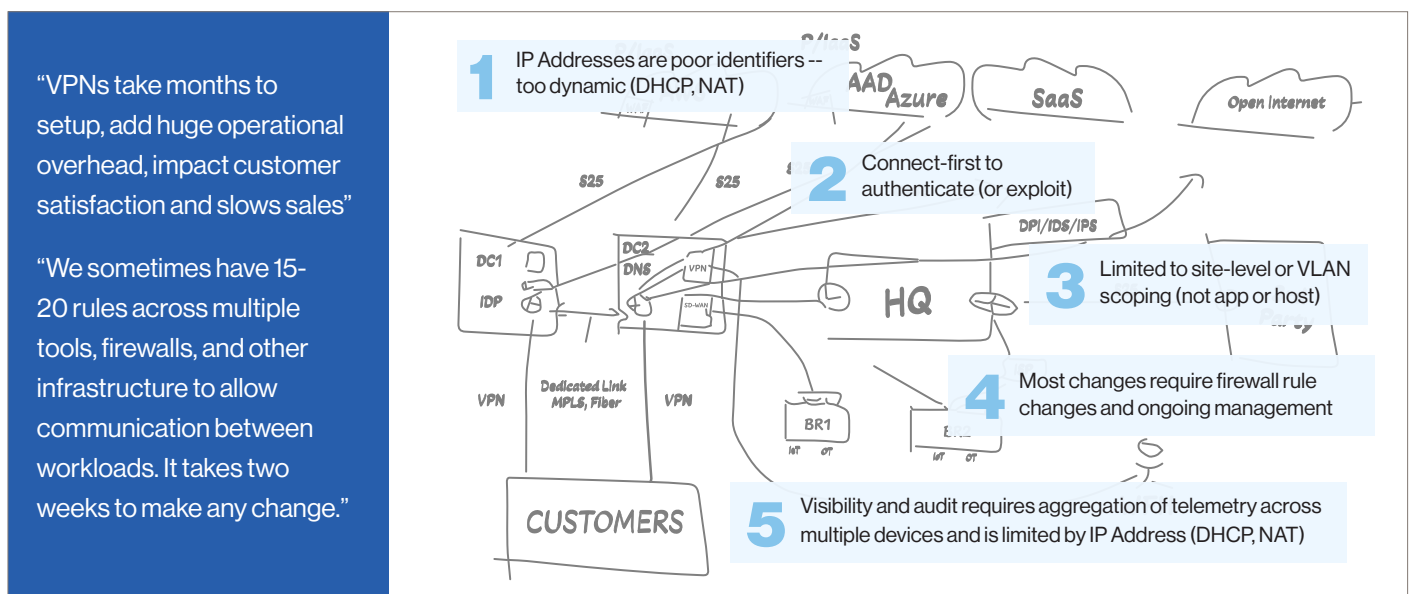 “VPNs take months to
setup, add huge operational
overhead, impact customer
satisfaction and slows sales”
“We sometimes have 15-
20 rules across multiple
tools, firewalls, and other
infrastructure to allow
communication between
workloads. It takes two
weeks to make any change.”
1
IP Addresses are poor identifiers --
too dynamic (DHCP, NAT)
AAD
Azure
SaaS
Open Internet
2
Connect-first to
authenticate (or exploit)
S25
S25
DC1
IDP
DC2
DNS
VPN
SD-WAN
HQ
DPI/IDS/IPS
3
Limited to site-level or VLAN
scoping (not app or host)
Party
VPN
Dedicated Link
MPLS, Fiber
VPN
4
Most changes require firewall rule
changes and ongoing management
BR1
IoT OT
BR2
IoT OT
CUSTOMERS
5
Visibility and audit requires aggregation of telemetry across
multiple devices and is limited by IP Address (DHCP, NAT)